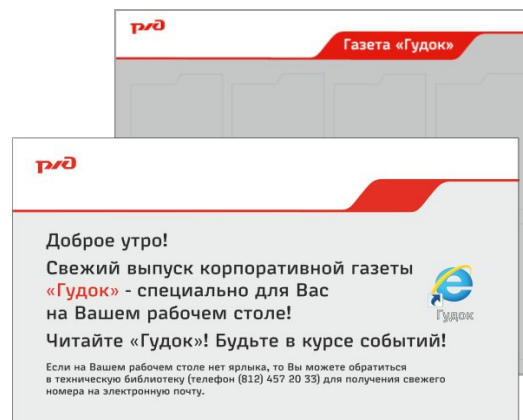 ржд
Газета «Гудок»
ржд
Доброе утро!
Свежий выпуск корпоративной газеты
«Гудок» - специально для Вас
на Вашем рабочем столе!
Гудок
Читайте «Гудок»! Будьте в курсе событий!
Если на Вашем рабочем столе нет ярлыка, то Вы можете обратиться
в техническую библиотеку (телефон (812) 457 20 33) для получения свежего
номера на электронную почту.